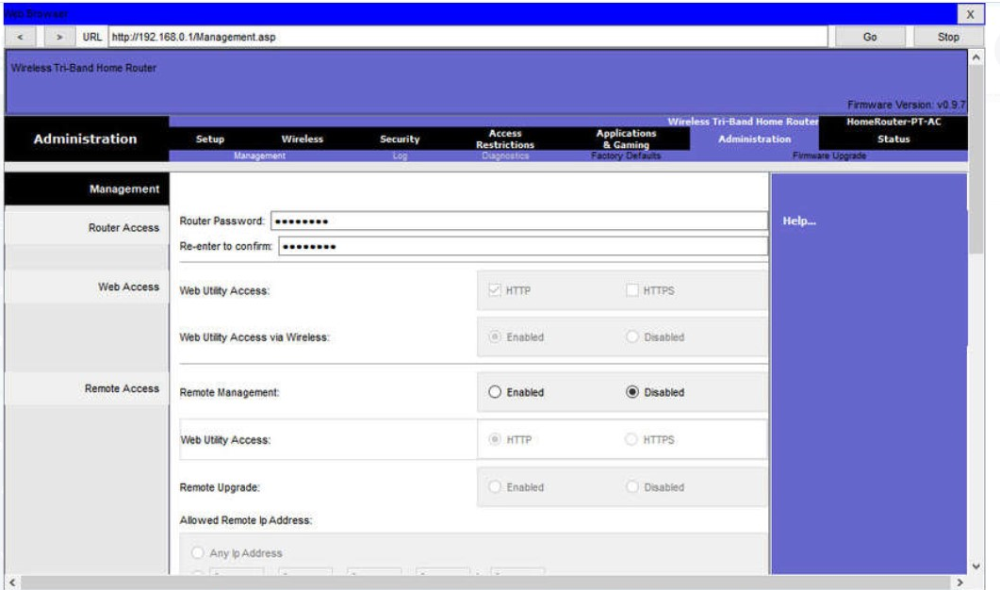 Web Browser
X
< > URL http://192.168.0.1/Management.asp Go Stop
Wireless Tri-Band Home Router
Firmware Version: v0.9.7
Wireless Tri-Band Home Router HomeRouter-PT-AC
Administration Setup Wireless Security Access Restrictions Applications & Gaming Administration Status
Management Log Diagnostics Factory Defaults Firmware Upgrade
Management
Help...
Router Access
Router Password: ••••••••
Re-enter to confirm: ••••••••
Web Access
Web Utility Access: HTTP HTTPS
Web Utility Access via Wireless: Enabled Disabled
Remote Access
Remote Management: Enabled Disabled
Web Utility Access: HTTP HTTPS
Remote Upgrade: Enabled Disabled
Allowed Remote Ip Address:
Any Ip Address